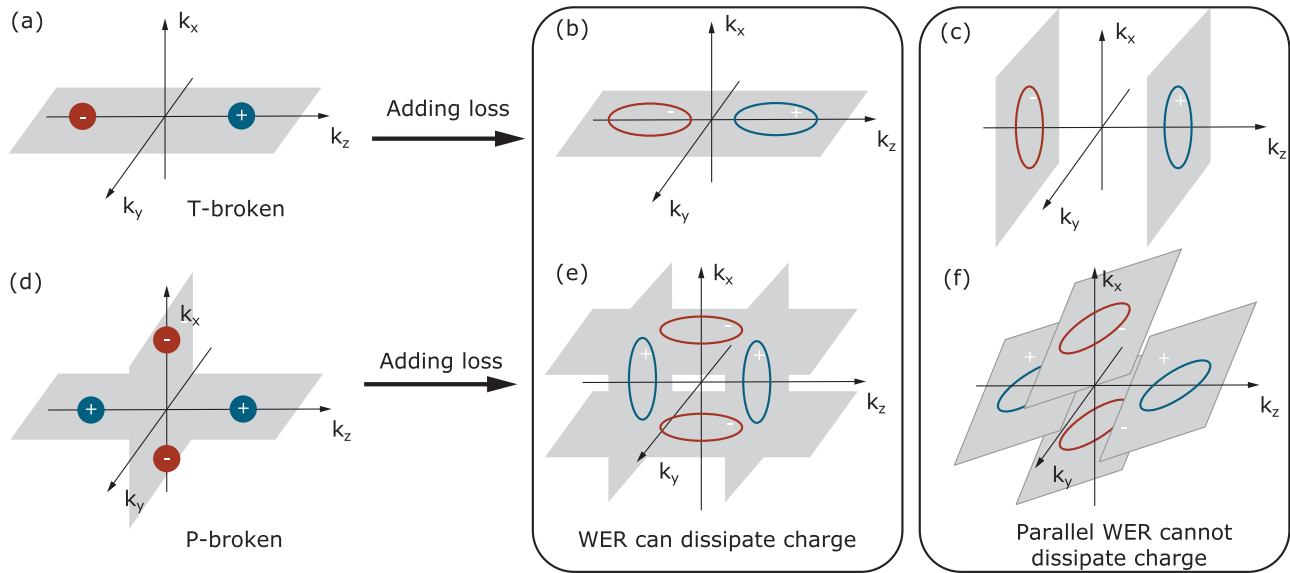 (a)
kx
-
+
kz
ky
T-broken
Adding loss
(b)
kx
-
+
kz
ky
(c)
kx
-
+
kz
ky
(d)
kx
-
+
+
-
kz
ky
P-broken
Adding loss
(e)
kx
-
+
+
-
kz
ky
WER can dissipate charge
(f)
kx
-
+
+
-
kz
ky
Parallel WER cannot
dissipate charge